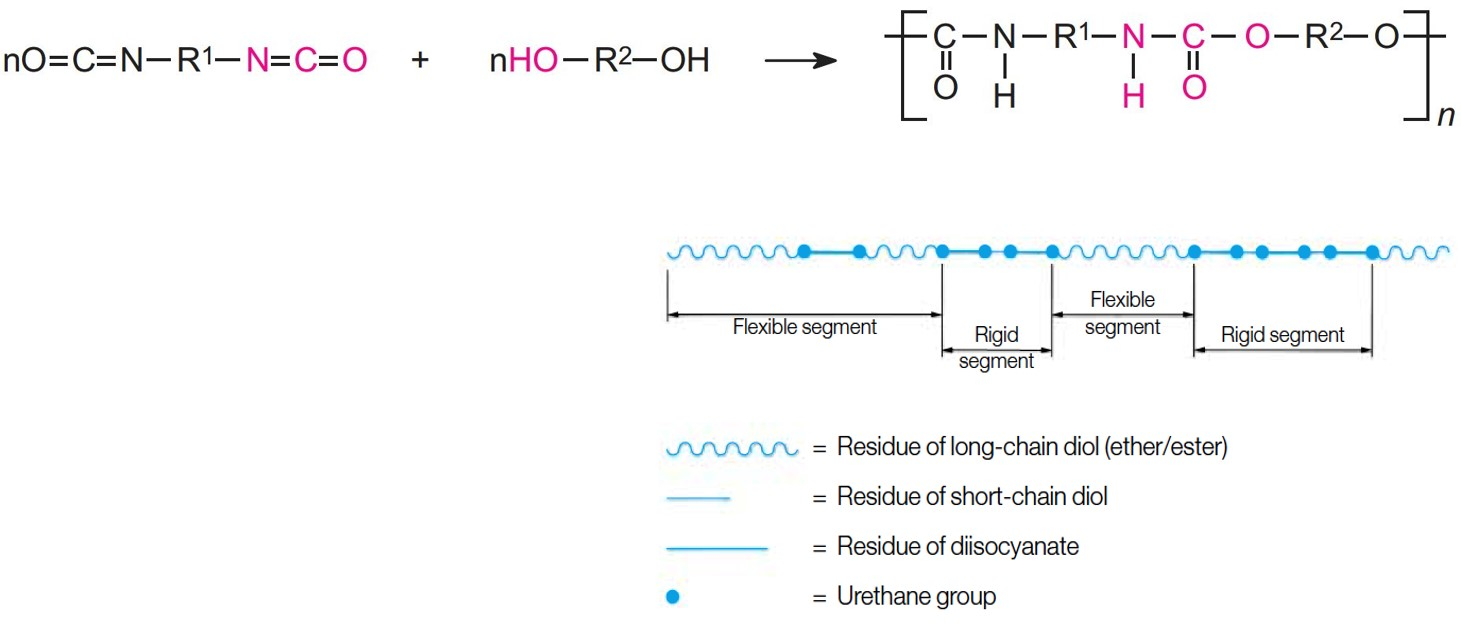 nO=C=N—R¹—N=C=O + nHO—R²—OH
C—N—R¹—N—C—O—R²—O
O H H O
n
Flexible segment
Rigid
segment
Flexible
segment
Rigid segment
= Residue of long-chain diol (ether/ester)
= Residue of short-chain diol
= Residue of diisocyanate
= Urethane group